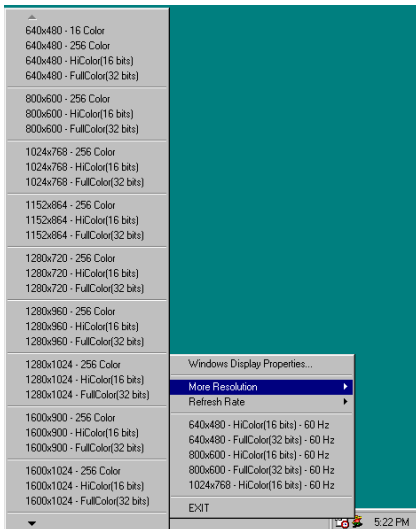 640x480 - 16 Color
640x480 - 256 Color
640x480 - HiColor(16 bits)
640x480 - FullColor(32 bits)
800x600 - 256 Color
800x600 - HiColor(16 bits)
800x600 - FullColor(32 bits)
1024x768 - 256 Color
1024x768 - HiColor(16 bits)
1024x768 - FullColor(32 bits)
1152x864 - 256 Color
1152x864 - HiColor(16 bits)
1152x864 - FullColor(32 bits)
1280x720 - 256 Color
1280x720 - HiColor(16 bits)
1280x720 - FullColor(32 bits)
1280x960 - 256 Color
1280x960 - HiColor(16 bits)
1280x960 - FullColor(32 bits)
1280x1024 - 256 Color
1280x1024 - HiColor(16 bits)
1280x1024 - FullColor(32 bits)
1600x900 - 256 Color
1600x900 - HiColor(16 bits)
1600x900 - FullColor(32 bits)
1600x1024 - 256 Color
1600x1024 - HiColor(16 bits)
1600x1024 - FullColor(32 bits)
Windows Display Properties...
More Resolution
Refresh Rate
640x480 - HiColor(16 bits) - 60 Hz
640x480 - FullColor(32 bits) - 60 Hz
800x600 - HiColor(16 bits) - 60 Hz
800x600 - FullColor(32 bits) - 60 Hz
1024x768 - HiColor(16 bits) - 60 Hz
EXIT
5:22 PM